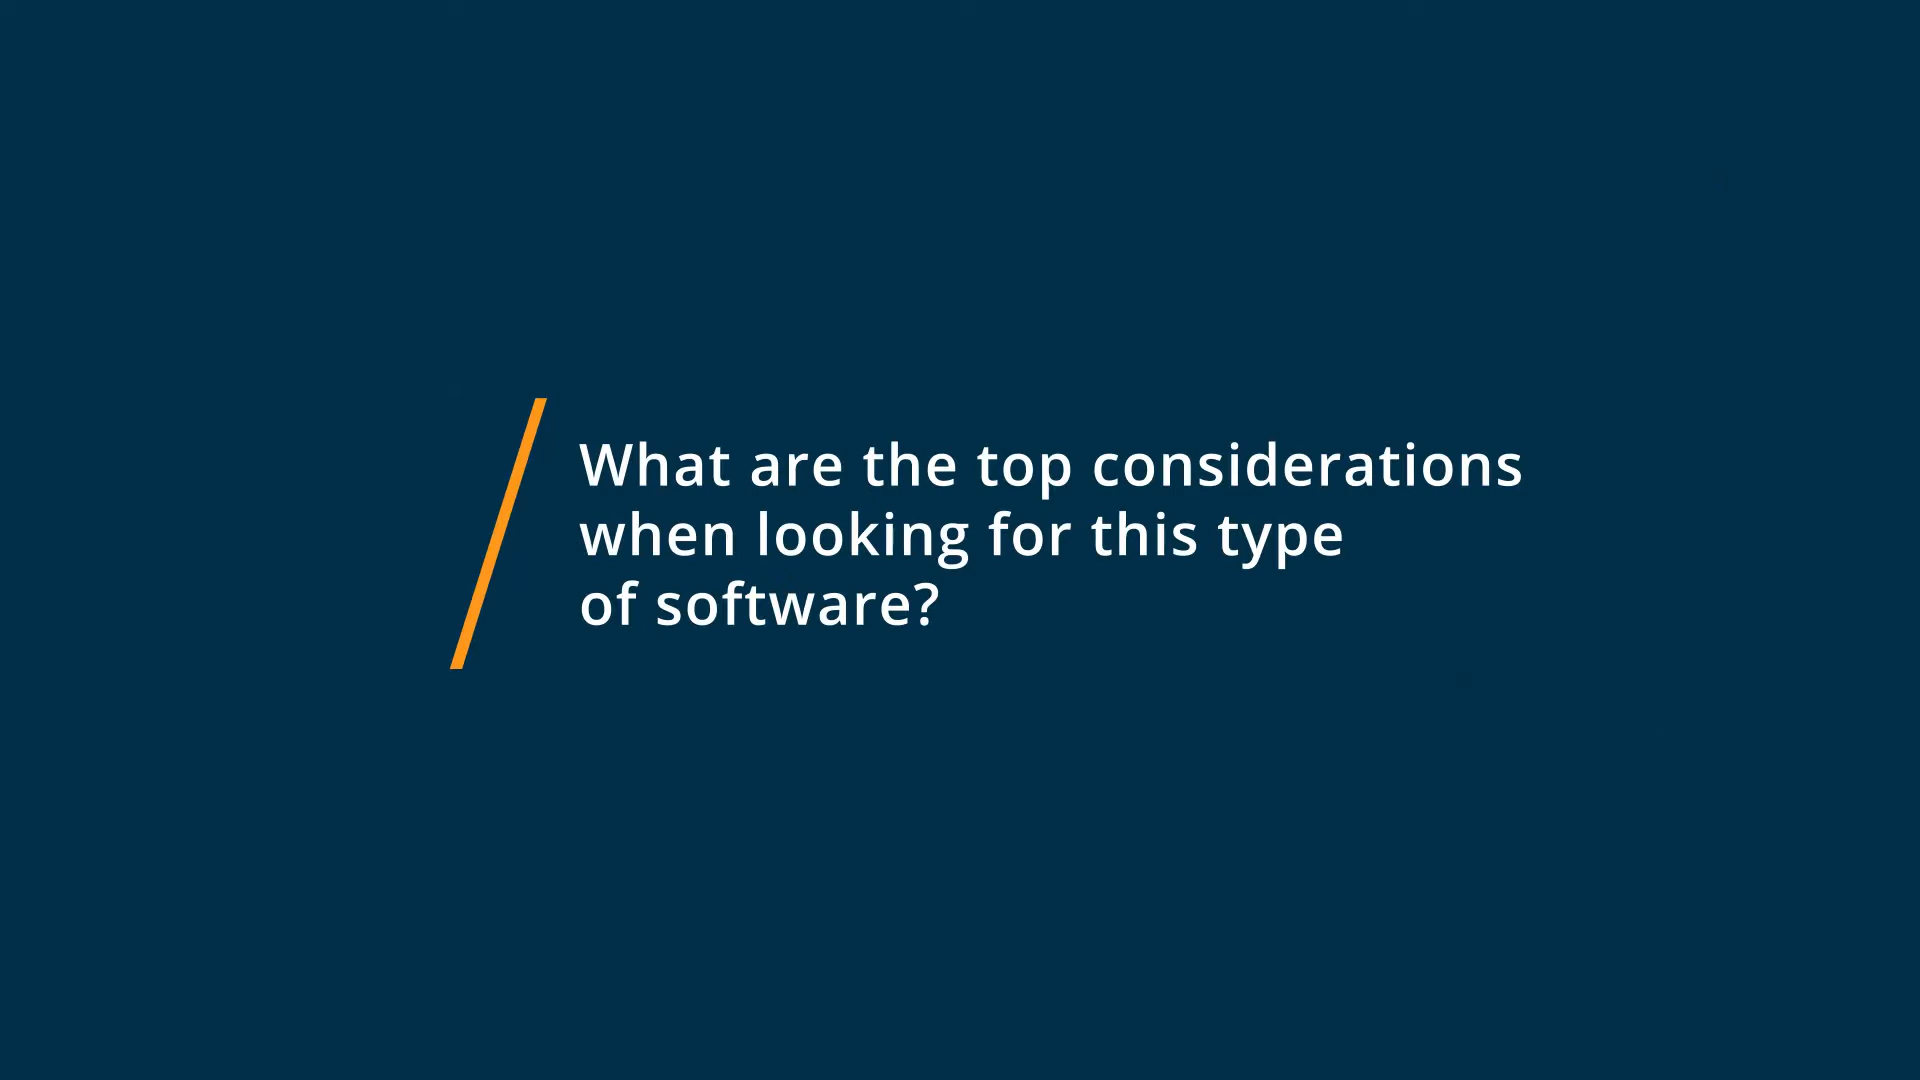 What are the top considerations
when looking for this type
of software?